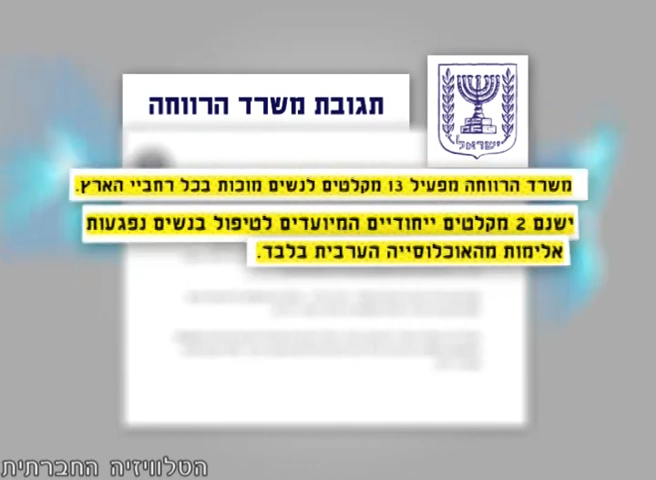 תגובת משרד הרווחה
ישראל
משרד הרווחה מפעיל 13 מקלטים לנשים מוכות בכל רחביי הארץ.
ישנם 2 מקלטים ייחודיים המיועדים לטיפול בנשים נפגעות
אלימות מהאוכלוסייה הערבית בלבד.
הטלוויזיה החברתית